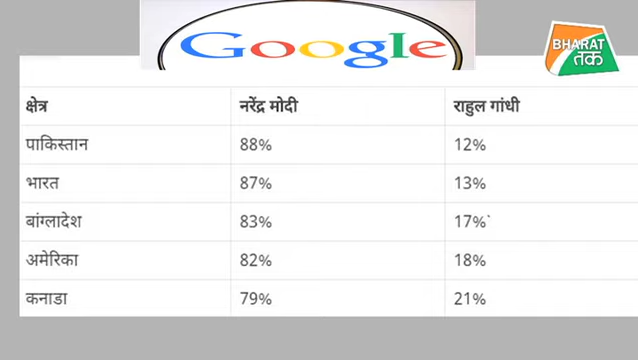 Google
BHARAT
तक
क्षेत्र नरेंद्र मोदी राहुल गांधी
पाकिस्तान 88% 12%
भारत 87% 13%
बांग्लादेश 83% 17%`
अमेरिका 82% 18%
कनाडा 79% 21%